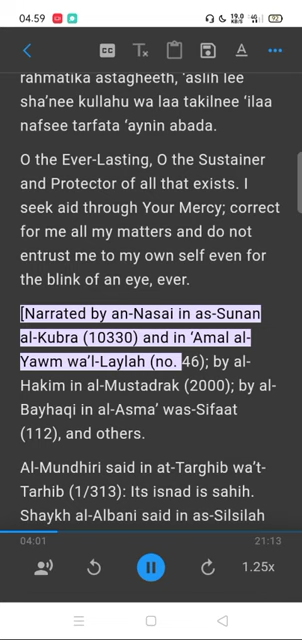 04.59
19.0
KB/S
4G
92
CC
rahmatika astagheeth, ‘aslih lee
sha’nee kullahu wa laa takilnee ‘ilaa
nafsee tarfata ‘aynin abada.
O the Ever-Lasting, O the Sustainer
and Protector of all that exists. I
seek aid through Your Mercy; correct
for me all my matters and do not
entrust me to my own self even for
the blink of an eye, ever.
[Narrated by an-Nasai in as-Sunan
al-Kubra (10330) and in ‘Amal al-
Yawm wa’l-Laylah (no. 46); by al-
Hakim in al-Mustadrak (2000); by al-
Bayhaqi in al-Asma’ was-Sifaat
(112), and others.
Al-Mundhiri said in at-Targhib wa’t-
Tarhib (1/313): Its isnad is sahih.
Shaykh al-Albani said in as-Silsilah
04:01
21:13
1.25x